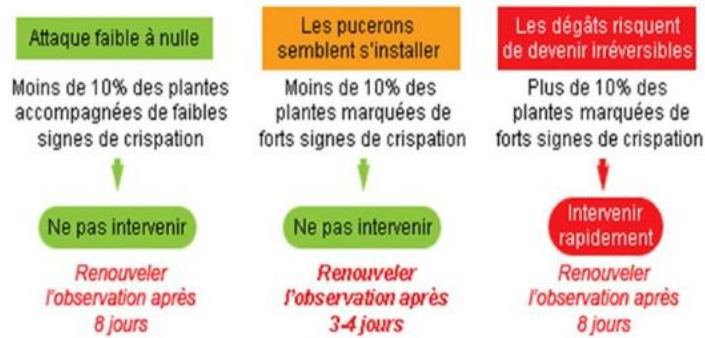 Attaque faible à nulle
Moins de 10% des plantes
accompagnées de faibles
signes de crispation
Ne pas intervenir
Renouveler
l'observation après
8 jours
Les pucerons
semblent s'installer
Moins de 10% des
plantes marquées de
forts signes de crispation
Ne pas intervenir
Renouveler
l'observation après
3-4 jours
Les dégâts risquent
de devenir irréversibles
Plus de 10% des
plantes marquées de
forts signes de crispation
Intervenir
rapidement
Renouveler
l'observation après
8 jours